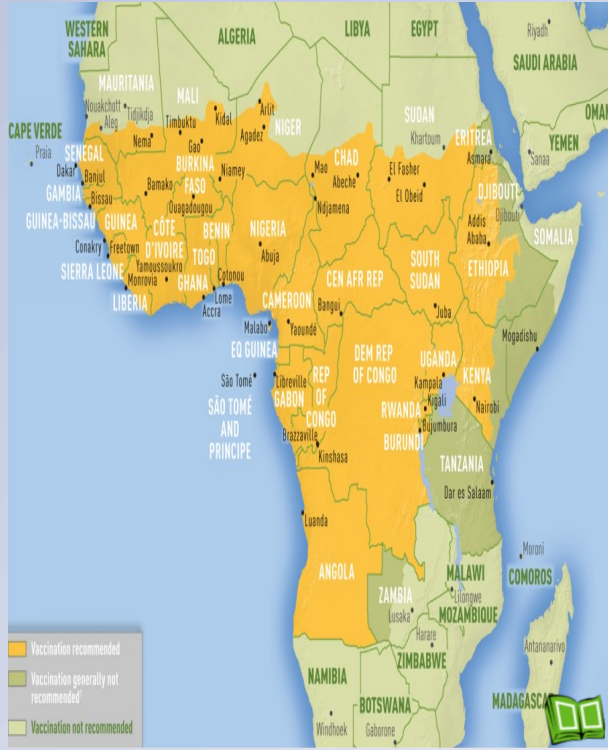 WESTERN
SAHARA
ALGERIA
LIBYA
EGYPT
Riyadh
SAUDI ARABIA
OMAN
MAURITANIA
MALI
Nouakchott
Tidjikdja
Aleg
Kidal
Arlit
Timbuktu
Agadez
NIGER
SUDAN
Khartoum
ERITREA
Asmara
YEMEN
Sanaa
CAPE VERDE
Praia
SENEGAL
Dakar
Nema
Gao
BURKINA
FASO
Niamey
CHAD
Mao
Abeche
El Fasher
El Obeid
DJIBOUTI
Djibouti
GAMBIA
Banjul
Bissau
Bamako
Ouagadougou
Ndjamena
Addis
Ababa
SOMALIA
GUINEA-BISSAU
GUINEA
CÔTE
D'IVOIRE
BENIN
NIGERIA
Abuja
SOUTH
SUDAN
ETHIOPIA
Conakry
Freetown
TOGO
Yamoussoukro
Cotonou
CEN AFR REP
SIERRA LEONE
Monrovia
GHANA
Lome
Accra
CAMEROON
Bangui
Juba
LIBERIA
Malabo
Yaoundé
Mogadishu
EQ GUINEA
DEM REP
OF CONGO
UGANDA
Kampala
KENYA
São Tomé
Libreville
GABON
REP
OF
CONGO
Kigali
RWANDA
Nairobi
SÃO TOMÉ
AND
PRINCIPE
Brazzaville
Bujumbura
BURUNDI
Kinshasa
TANZANIA
Dar es Salaam
Luanda
ANGOLA
Moroni
COMOROS
MALAWI
Lilongwe
ZAMBIA
Lusaka
MOZAMBIQUE
Harare
ZIMBABWE
Antananarivo
MADAGASCA
NAMIBIA
BOTSWANA
Windhoek
Gaborone
Vaccination recommended
Vaccination generally not
recommended¹
Vaccination not recommended